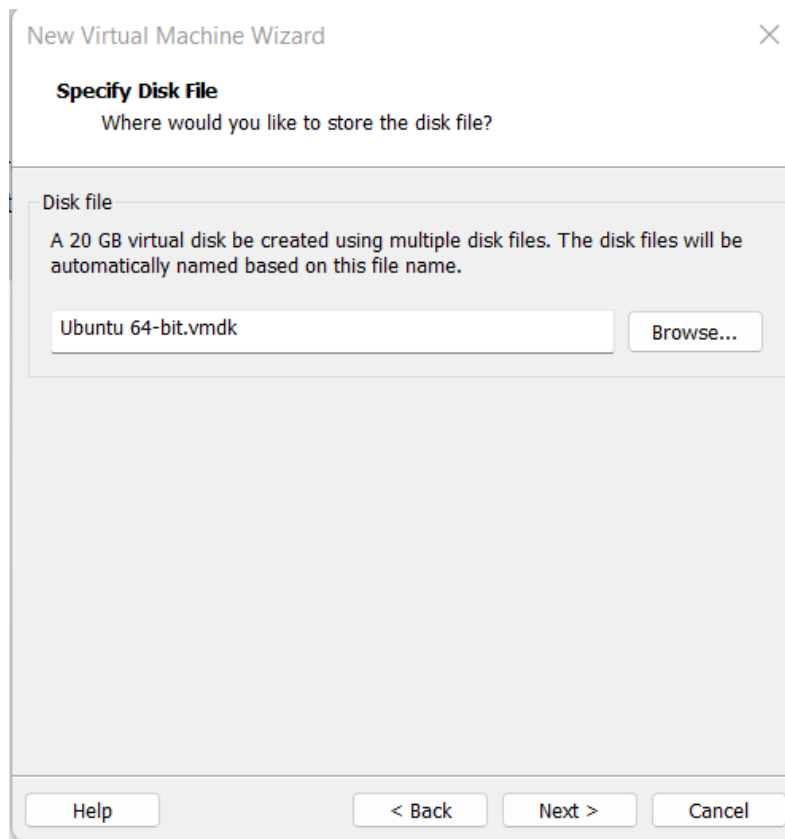 New Virtual Machine Wizard
Specify Disk File
Where would you like to store the disk file?
Disk file
A 20 GB virtual disk be created using multiple disk files. The disk files will be
automatically named based on this file name.
Ubuntu 64-bit.vmdk
Browse...
Help
< Back
Next >
Cancel